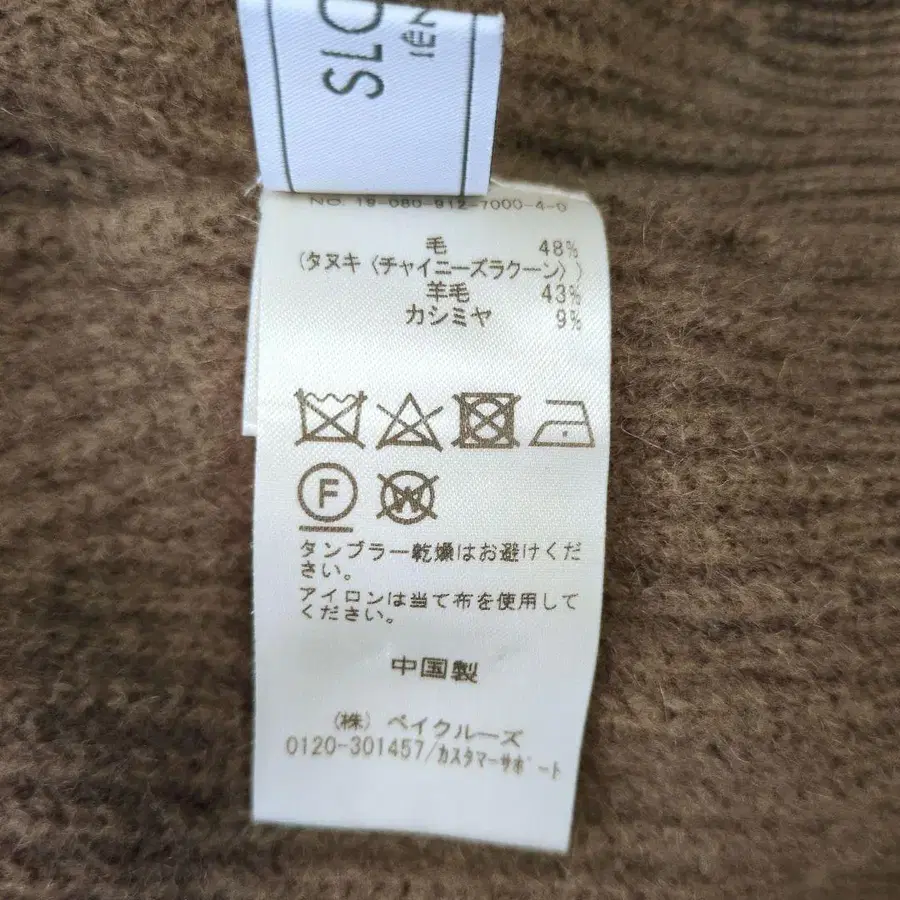 SLO
IÉN
NO. 19-080-912-7000-4-0
毛 48%
(タヌキ〈チャイニーズラクーン〉)
羊毛 43%
カシミヤ 9%
F
W
タンブラー乾燥はお避けくだ
さい。
アイロンは当て布を使用して
ください。
中国製
(株) ベイクルーズ
0120-301457/カスタマーサポート